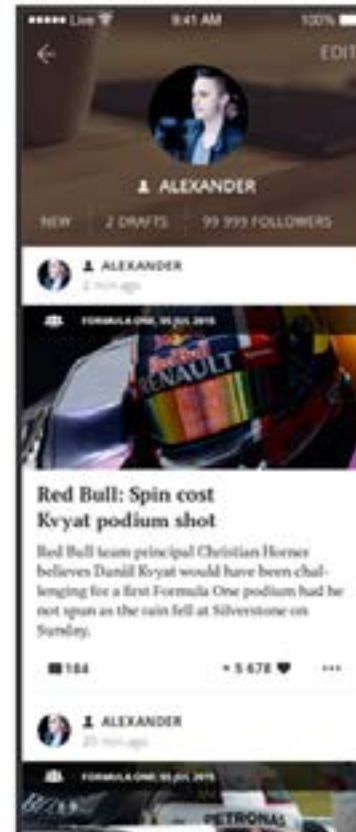 Live 9:41 AM 100%
EDIT
ALEXANDER
NEW 2 DRAFTS 99 999 FOLLOWERS
ALEXANDER
2 min ago
FORMULA ONE, 05 JUL 2015
Red Bull
RENAULT
Red Bull: Spin cost
Kvyat podium shot
Red Bull team principal Christian Horner
believes Daniil Kvyat would have been chal-
lenging for a first Formula One podium had he
not spun as the rain fell at Silverstone on
Sunday.
184 + 5 678 ...
ALEXANDER
20 min ago
FORMULA ONE, 05 JUL 2015
PETRONAS